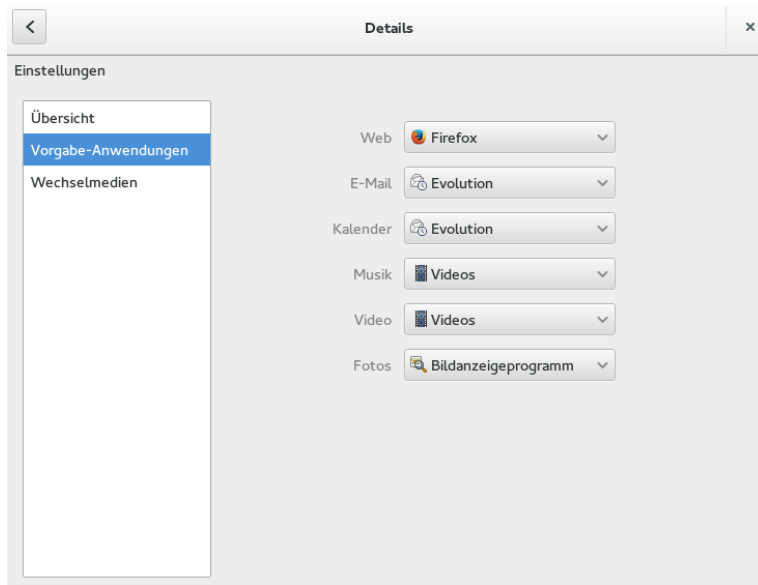 Details
Einstellungen
Übersicht
Vorgabe-Anwendungen
Wechselmedien
Web Firefox
E-Mail Evolution
Kalender Evolution
Musik Videos
Video Videos
Fotos Bildanzeigeprogramm